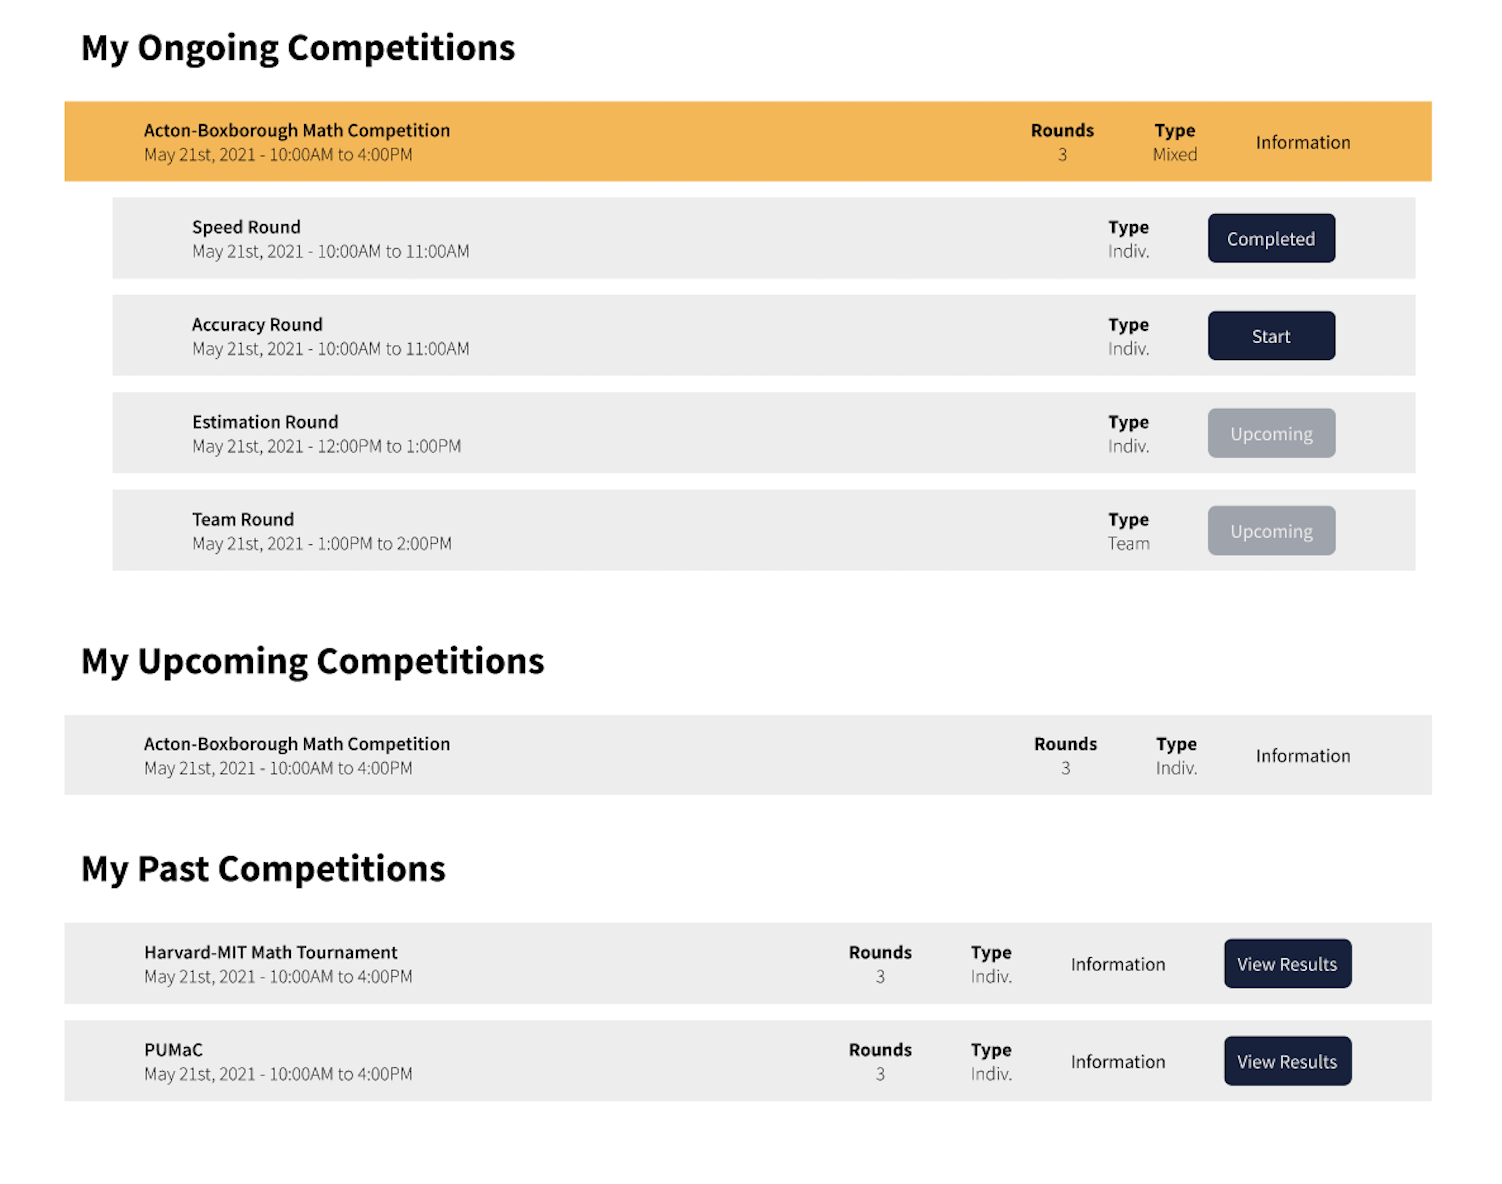 My Ongoing Competitions
Acton-Boxborough Math Competition
May 21st, 2021 - 10:00AM to 4:00PM
Rounds
3
Type
Mixed
Information
Speed Round
May 21st, 2021 - 10:00AM to 11:00AM
Type
Indiv.
Completed
Accuracy Round
May 21st, 2021 - 10:00AM to 11:00AM
Type
Indiv.
Start
Estimation Round
May 21st, 2021 - 12:00PM to 1:00PM
Type
Indiv.
Upcoming
Team Round
May 21st, 2021 - 1:00PM to 2:00PM
Type
Team
Upcoming
My Upcoming Competitions
Acton-Boxborough Math Competition
May 21st, 2021 - 10:00AM to 4:00PM
Rounds
3
Type
Indiv.
Information
My Past Competitions
Harvard-MIT Math Tournament
May 21st, 2021 - 10:00AM to 4:00PM
Rounds
3
Type
Indiv.
Information
View Results
PUMaC
May 21st, 2021 - 10:00AM to 4:00PM
Rounds
3
Type
Indiv.
Information
View Results